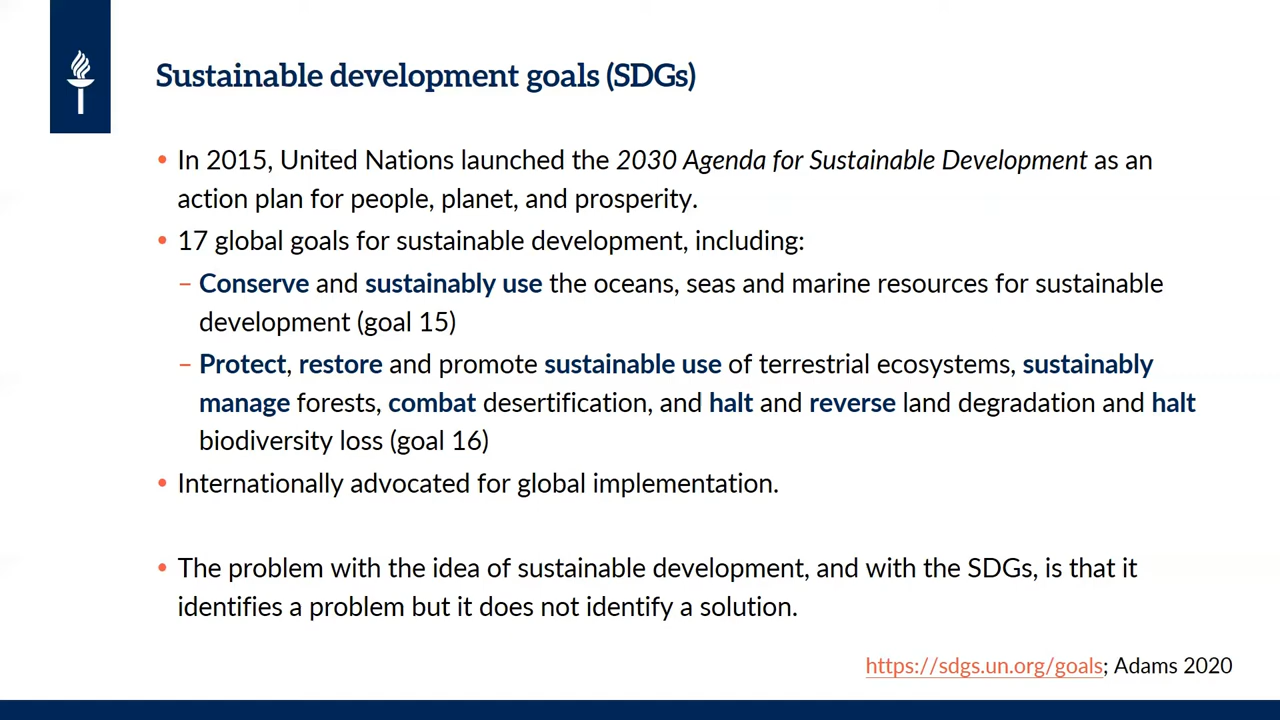 Sustainable development goals (SDGs)
• In 2015, United Nations launched the 2030 Agenda for Sustainable Development as an
action plan for people, planet, and prosperity.
• 17 global goals for sustainable development, including:
– Conserve and sustainably use the oceans, seas and marine resources for sustainable
development (goal 15)
– Protect, restore and promote sustainable use of terrestrial ecosystems, sustainably
manage forests, combat desertification, and halt and reverse land degradation and halt
biodiversity loss (goal 16)
• Internationally advocated for global implementation.
• The problem with the idea of sustainable development, and with the SDGs, is that it
identifies a problem but it does not identify a solution.
https://sdgs.un.org/goals; Adams 2020